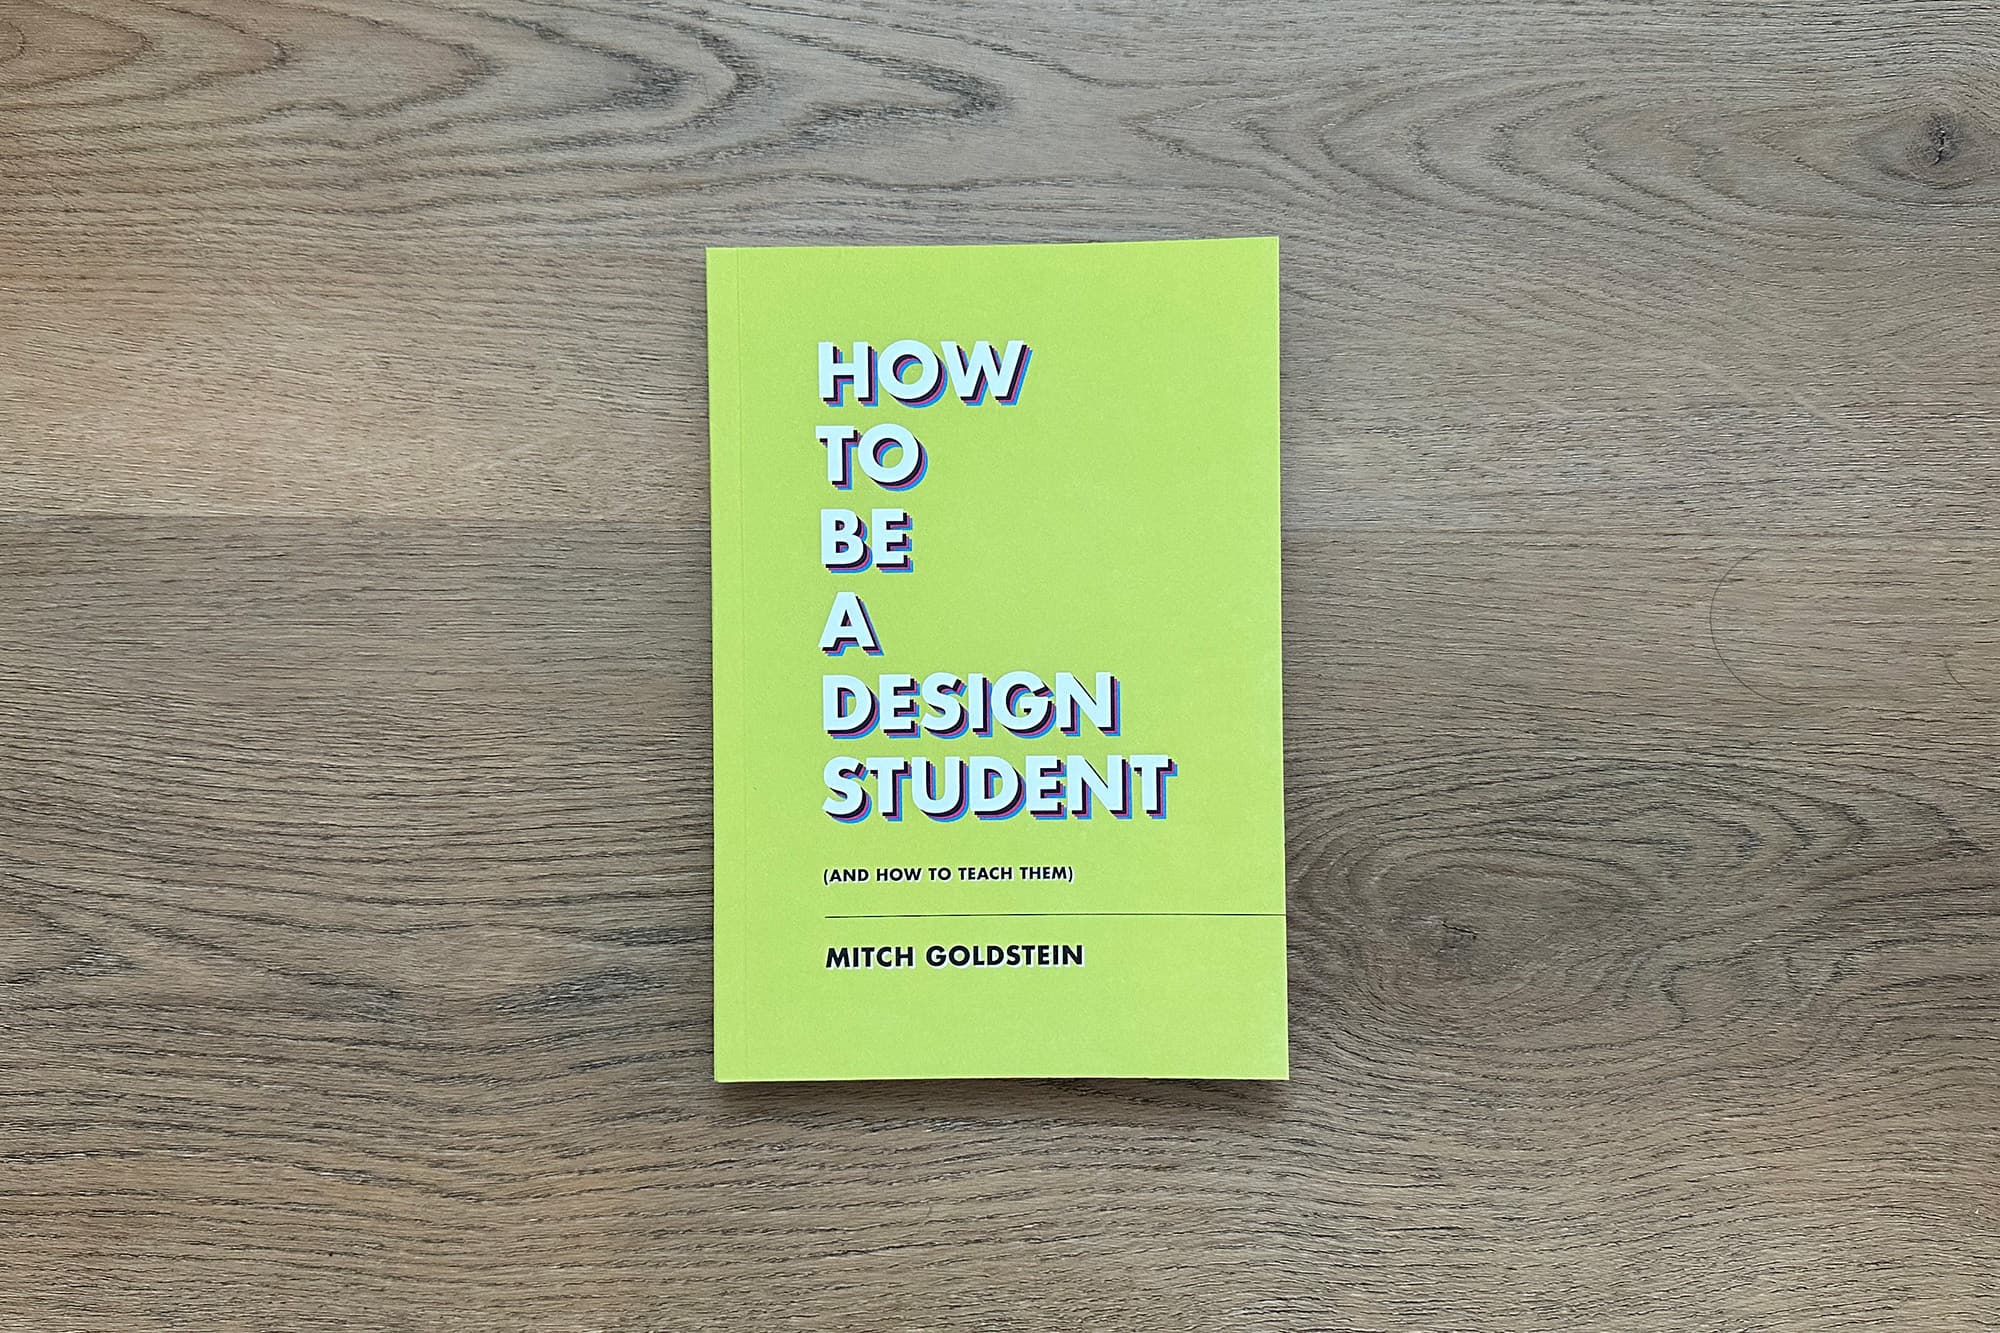 HOW
TO
BE
A
DESIGN
STUDENT
(AND HOW TO TEACH THEM)
MITCH GOLDSTEIN